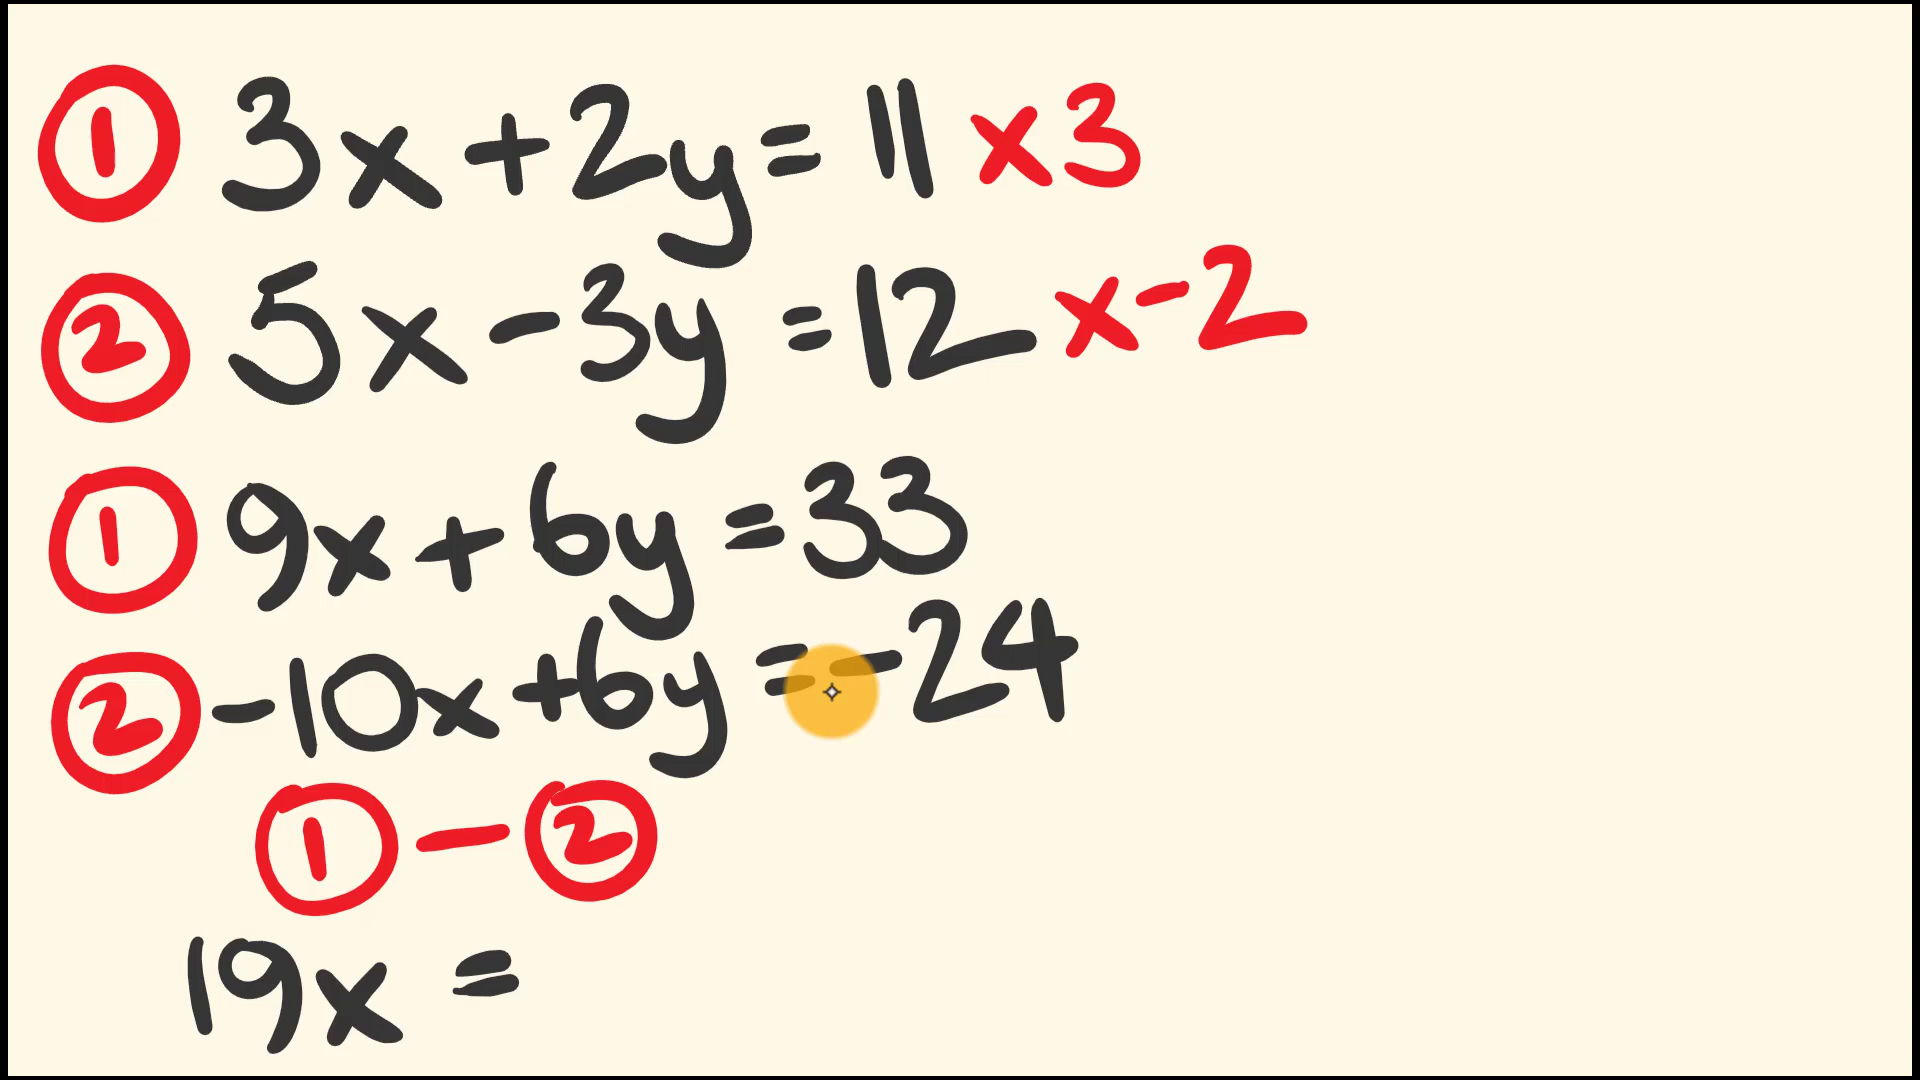 ① 3x + 2y = 11 x3
② 5x - 3y = 12 x-2
① 9x + 6y = 33
② -10x + 6y = -24
① - ②
19x =